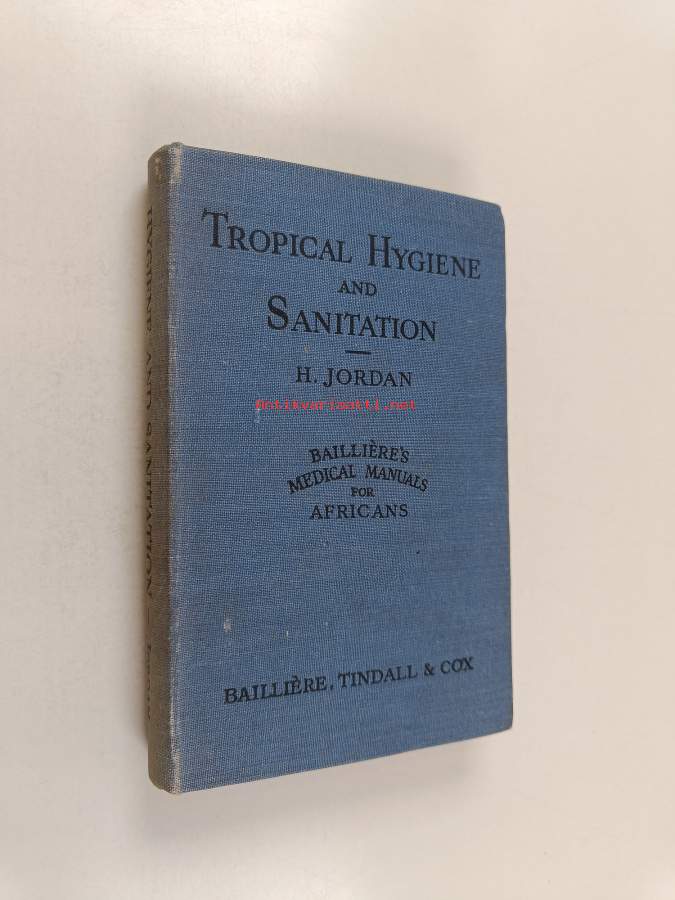 TROPICAL HYGIENE
AND
SANITATION
H. JORDAN
Antikvariaatti.net
BAILLIÈRE'S
MEDICAL MANUALS
FOR
AFRICANS
BAILLIÈRE, TINDALL & COX
HYGIENE AND SANITATION